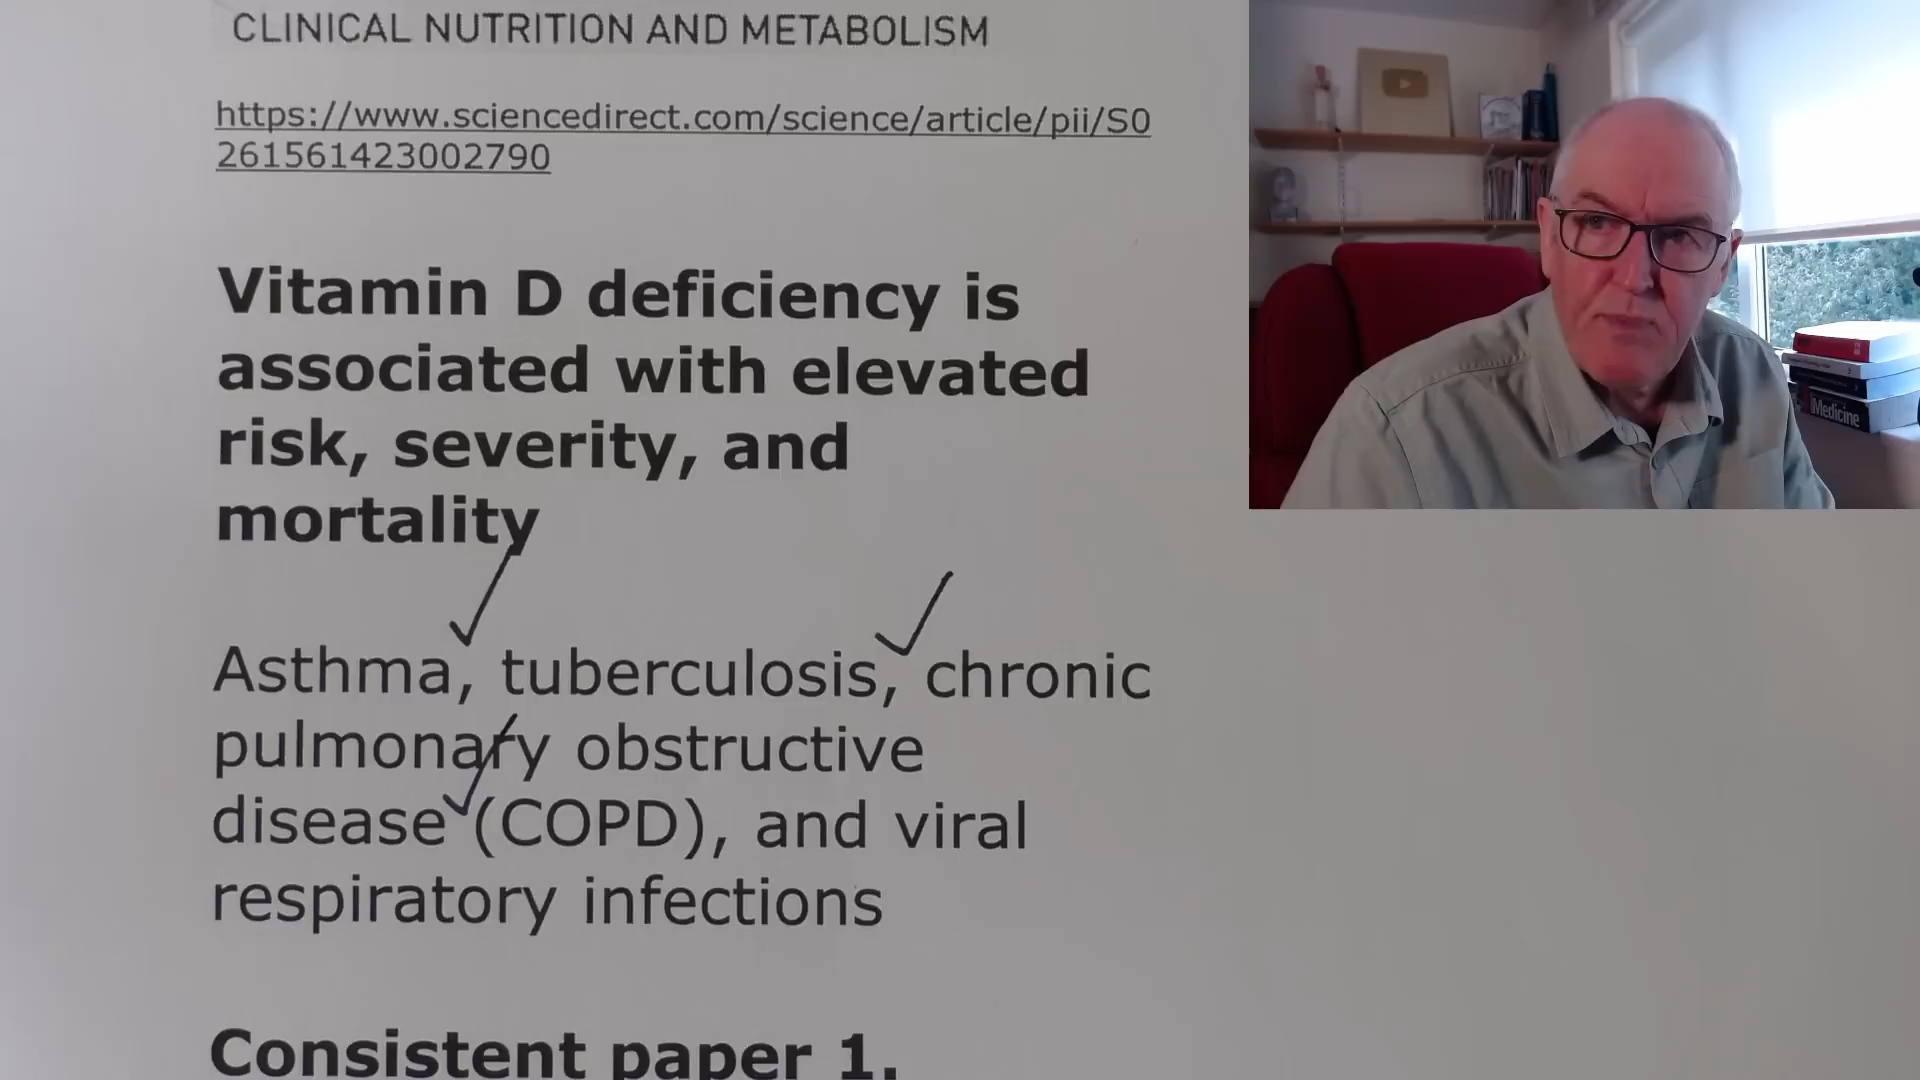 CLINICAL NUTRITION AND METABOLISM
https://www.sciencedirect.com/science/article/pii/S0
261561423002790
Vitamin D deficiency is
associated with elevated
risk, severity, and
mortality
Asthma, tuberculosis, chronic
pulmonary obstructive
disease (COPD), and viral
respiratory infections
Consistent paper 1.
Medicine